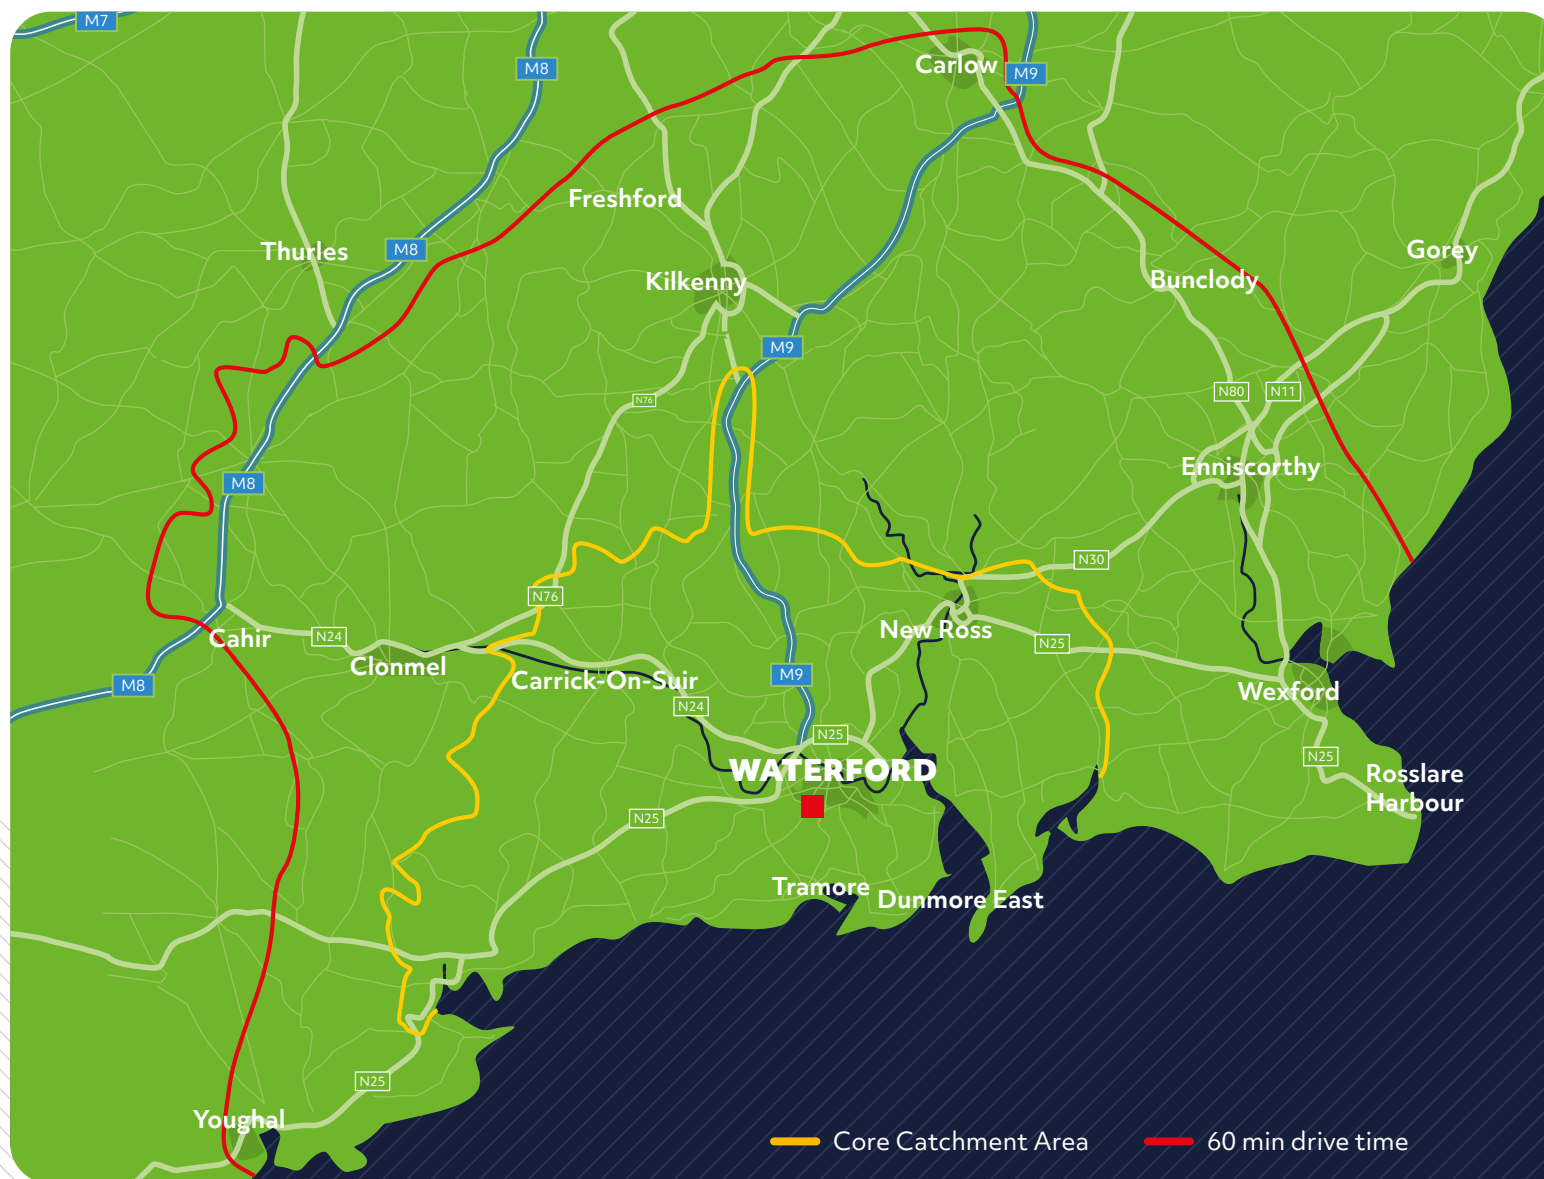 M7
M8
Carlow
M9
Freshford
Thurles
M8
Gorey
Kilkenny
Bunclody
M9
N80
N11
N76
Enniscorthy
M8
N30
N76
New Ross
N24
Cahir
N25
Clonmel
Carrick-On-Suir
M9
M8
Wexford
N24
N25
N25
WATERFORD
Rosslare
Harbour
N25
Tramore
Dunmore East
N25
Youghal
Core Catchment Area
60 min drive time